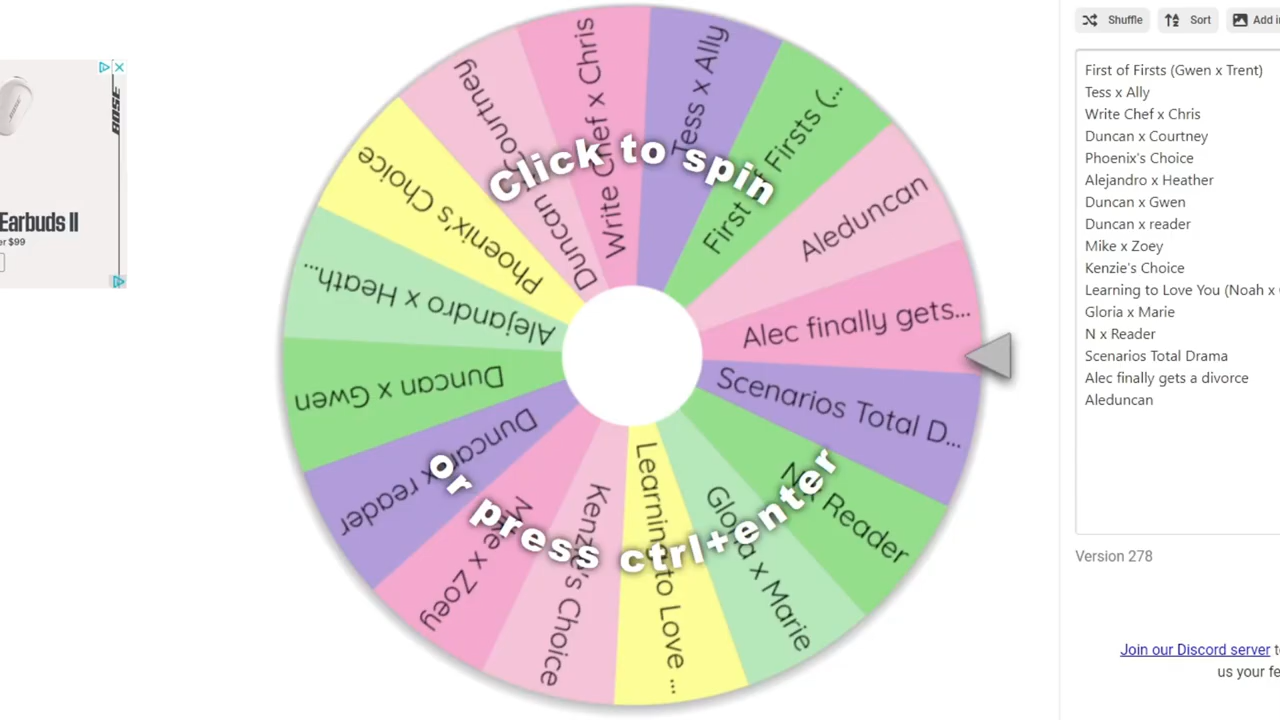 BOSE
Earbuds II
r $99
Tess x Ally
First of Firsts (...
Aleduncan
Alec finally gets...
Scenarios Total D...
N x Reader
Gloria x Marie
Learning to Love ...
Kenzie's Choice
Mike x Zoey
Duncan x reader
Duncan x Gwen
Alejandro x Heath...
Phoenix's Choice
Duncan x Courtney
Write Chef x Chris
Click to spin
or press ctrl+enter
Shuffle Sort Add i
First of Firsts (Gwen x Trent)
Tess x Ally
Write Chef x Chris
Duncan x Courtney
Phoenix's Choice
Alejandro x Heather
Duncan x Gwen
Duncan x reader
Mike x Zoey
Kenzie's Choice
Learning to Love You (Noah x
Gloria x Marie
N x Reader
Scenarios Total Drama
Alec finally gets a divorce
Aleduncan
Version 278
Join our Discord server t
us your fe